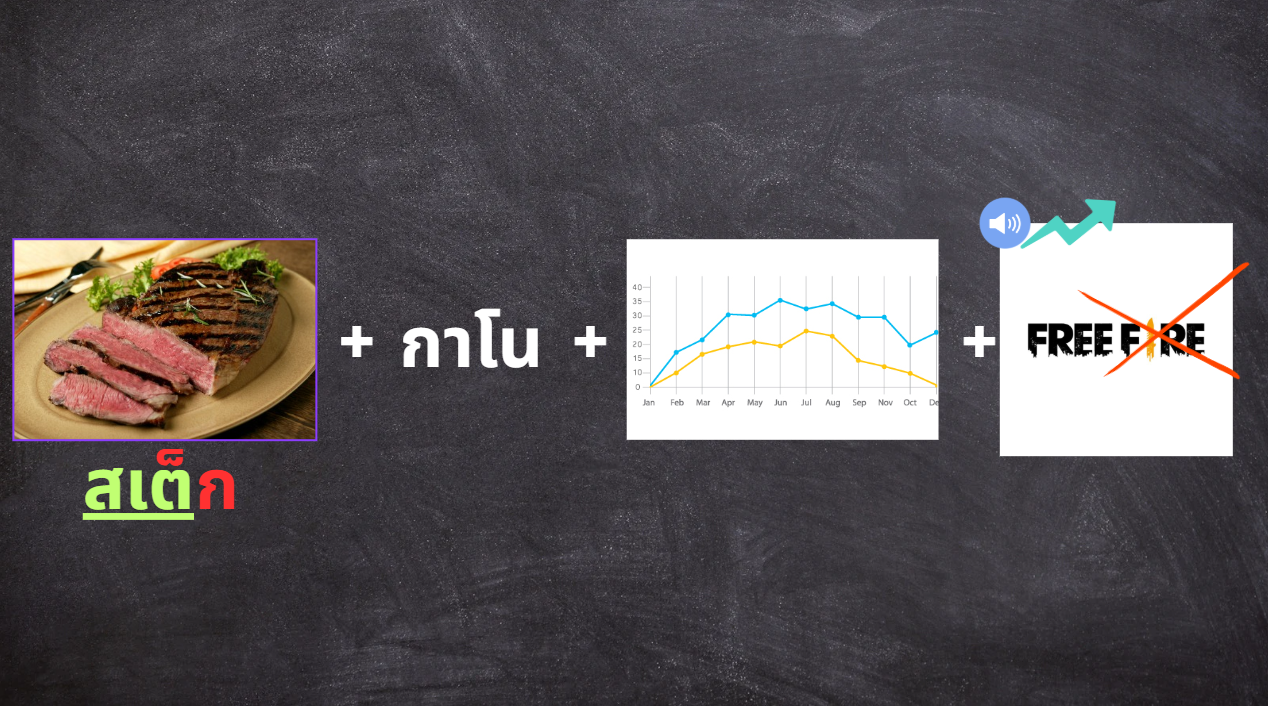 + กาโน + +
FREE FIRE
40
35
30
25
20
15
10
0
Jan Feb Mar Apr May Jun Jul Aug Sep Nov Oct De
สเต็ก